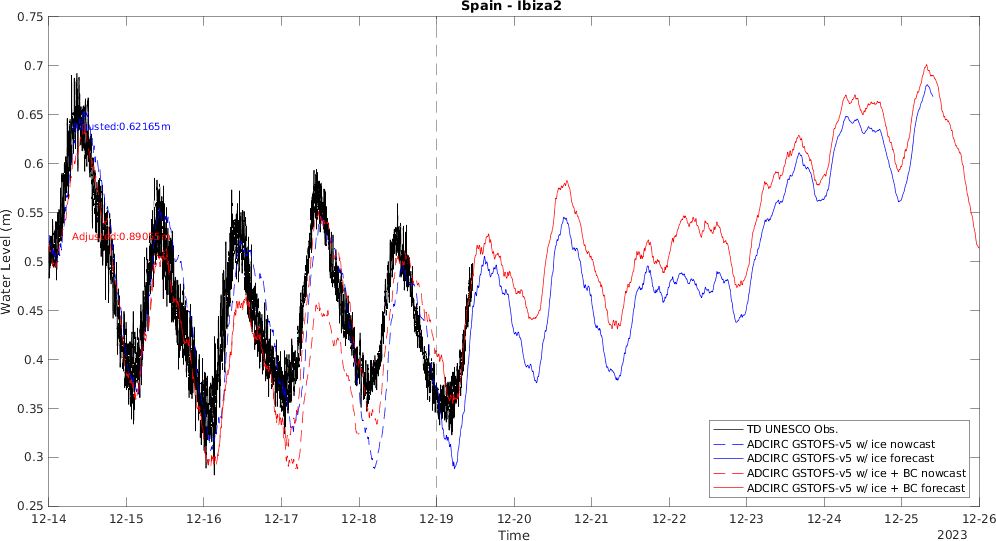 Spain - Ibiza2
0.75
0.7
0.65
0.6
0.55
0.5
0.45
0.4
0.35
0.3
0.25
Water Level (m)
Adjusted:0.62165m
TD UNESCO Obs.
ADCIRC GSTOFS-v5 w/ ice nowcast
ADCIRC GSTOFS-v5 w/ ice forecast
ADCIRC GSTOFS-v5 w/ ice + BC nowcast
ADCIRC GSTOFS-v5 w/ ice + BC forecast
12-14 12-15 12-16 12-17 12-18 12-19 12-20 12-21 12-22 12-23 12-24 12-25 12-26
Time
2023